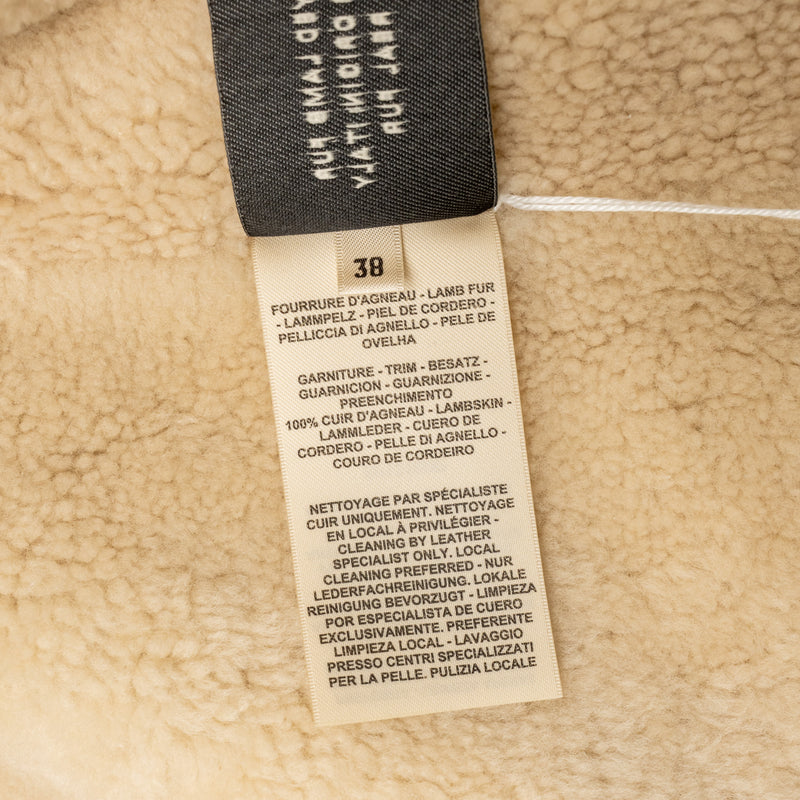 38
FOURRURE D'AGNEAU - LAMB FUR
- LAMMPELZ - PIEL DE CORDERO -
PELLICCIA DI AGNELLO - PELE DE
OVELHA
GARNITURE - TRIM - BESATZ -
GUARNICION - GUARNIZIONE -
PREENCHIMENTO
100% CUIR D'AGNEAU - LAMBSKIN -
LAMMLEDER - CUERO DE
CORDERO - PELLE DI AGNELLO -
COURO DE CORDEIRO
NETTOYAGE PAR SPÉCIALISTE
CUIR UNIQUEMENT. NETTOYAGE
EN LOCAL À PRIVILÉGIER -
CLEANING BY LEATHER
SPECIALIST ONLY. LOCAL
CLEANING PREFERRED - NUR
LEDERFACHREINIGUNG. LOKALE
REINIGUNG BEVORZUGT - LIMPIEZA
POR ESPECIALISTA DE CUERO
EXCLUSIVAMENTE. PREFERENTE
LIMPIEZA LOCAL - LAVAGGIO
PRESSO CENTRI SPECIALIZZATI
PER LA PELLE. PULIZIA LOCALE